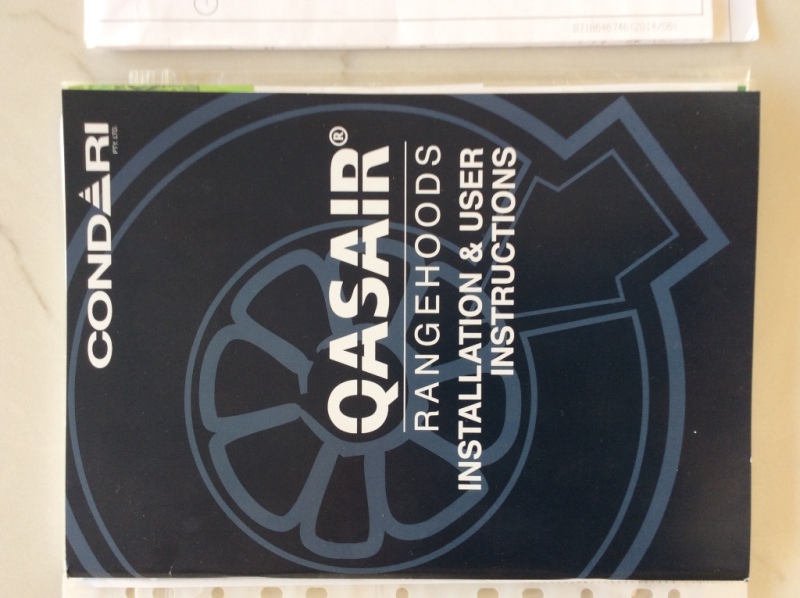 CONDARI
PTY. LTD.
QASAIR®
RANGEHOODS
INSTALLATION & USER
INSTRUCTIONS